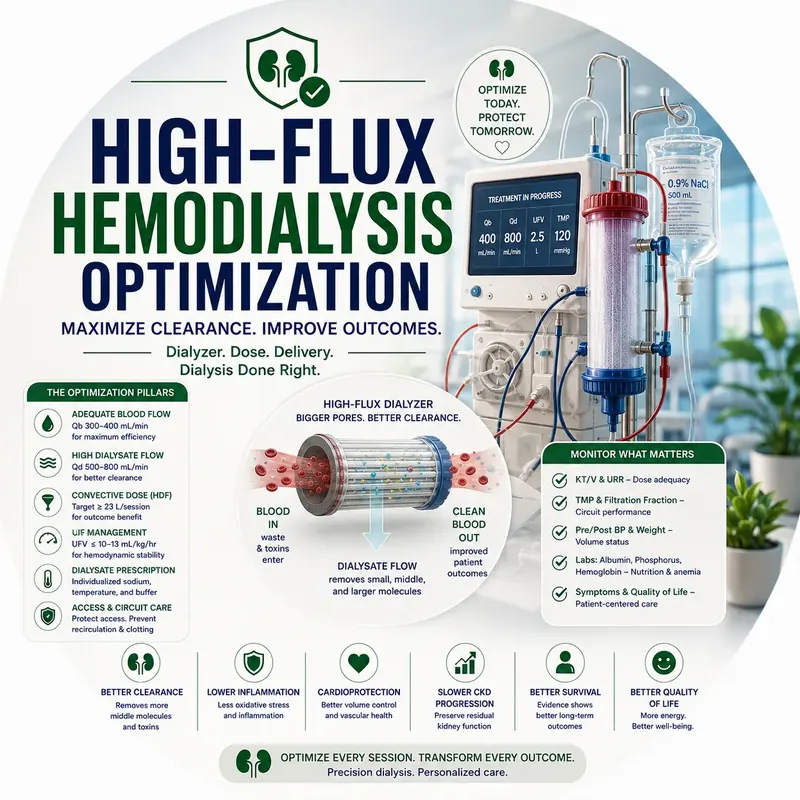 HIGH-FLUX
HEMODIALYSIS
OPTIMIZATION
MAXIMIZE CLEARANCE. IMPROVE OUTCOMES.
Dialyzer. Dose. Delivery.
Dialysis Done Right.
OPTIMIZE
TODAY.
PROTECT
TOMORROW.
TREATMENT IN PROGRESS
Qb Qd UFV TMP
400 800 2.5 120
mL/min mL/min L mmHg
0.9% NaCl
500 mL
THE OPTIMIZATION PILLARS
ADEQUATE BLOOD FLOW
Qb 300–400 mL/min
for maximum efficiency
HIGH DIALYSATE FLOW
Qd 500–800 mL/min
for better clearance
CONVECTIVE DOSE (HDF)
Target ≥ 23 L/session
for outcome benefit
MANAGEMENT
UFV ≤ 10–13 mL/kg/hr
for hemodynamic stability
DIALYSATE PRESCRIPTION
Individualized sodium,
temperature, and buffer
ACCESS & CIRCUIT CARE
Protect access. Prevent
recirculation & clotting
HIGH-FLUX DIALYZER
BIGGER PORES. BETTER CLEARANCE.
BLOOD
IN
waste
& toxins
enter
DIALYSATE FLOW
removes small, middle,
and larger molecules
CLEAN
BLOOD
OUT
improved
patient
outcomes
MONITOR WHAT MATTERS
KT/V & URR – Dose adequacy
TMP & Filtration Fraction –
Circuit performance
Pre/Post BP & Weight –
Volume status
Labs: Albumin, Phosphorus,
Hemoglobin – Nutrition & anemia
Symptoms & Quality of Life –
Patient-centered care
BETTER CLEARANCE
Removes more
middle molecules
and toxins
LOWER INFLAMMATION
Less oxidative stress
and inflammation
CARDIOPROTECTION
Better volume control
and vascular health
SLOWER CKD
PROGRESSION
Preserve residual
kidney function
BETTER SURVIVAL
Evidence shows
better long-term
outcomes
BETTER QUALITY
OF LIFE
More energy.
Better well-being.
OPTIMIZE EVERY SESSION. TRANSFORM EVERY OUTCOME.
Precision dialysis. Personalized care.